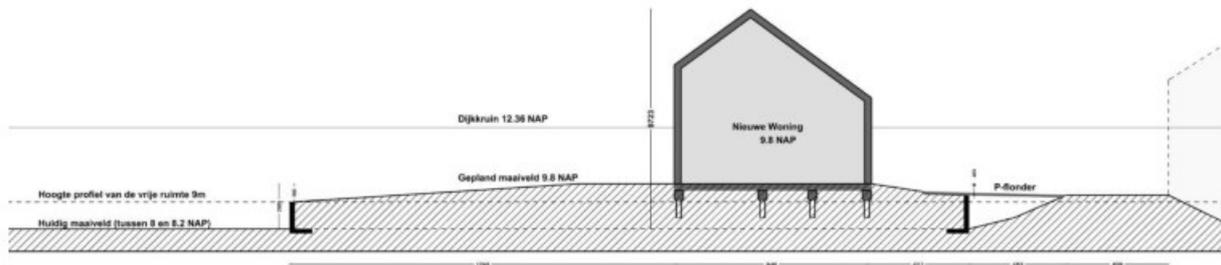 Dijkkruin 12.36 NAP
Nieuwe Woning
9.8 NAP
8723
Gepland maaiveld 9.8 NAP
Hoogte profiel van de vrije ruimte 9m
P-flonder
Huidig maaiveld (tussen 8 en 8.2 NAP)